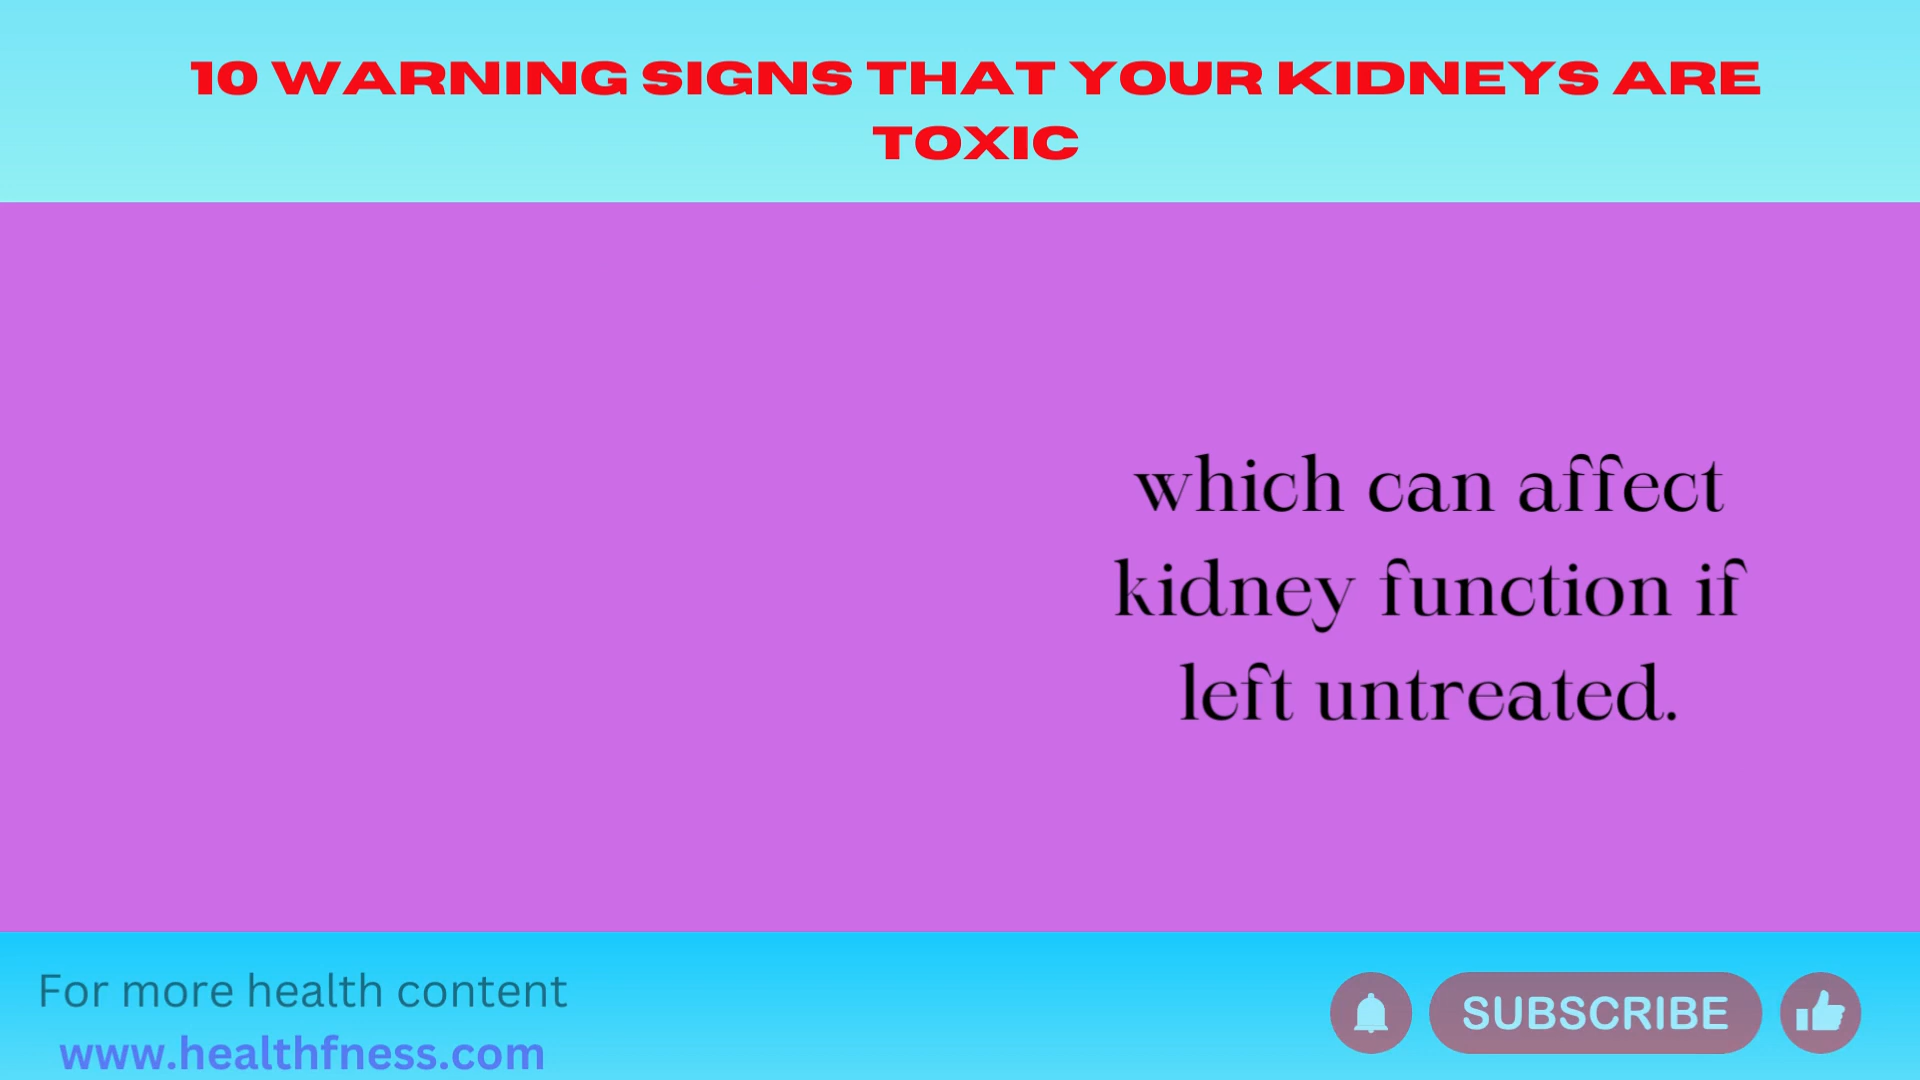 10 WARNING SIGNS THAT YOUR KIDNEYS ARE
TOXIC
which can affect
kidney function if
left untreated.
For more health content
www.healthfness.com
SUBSCRIBE